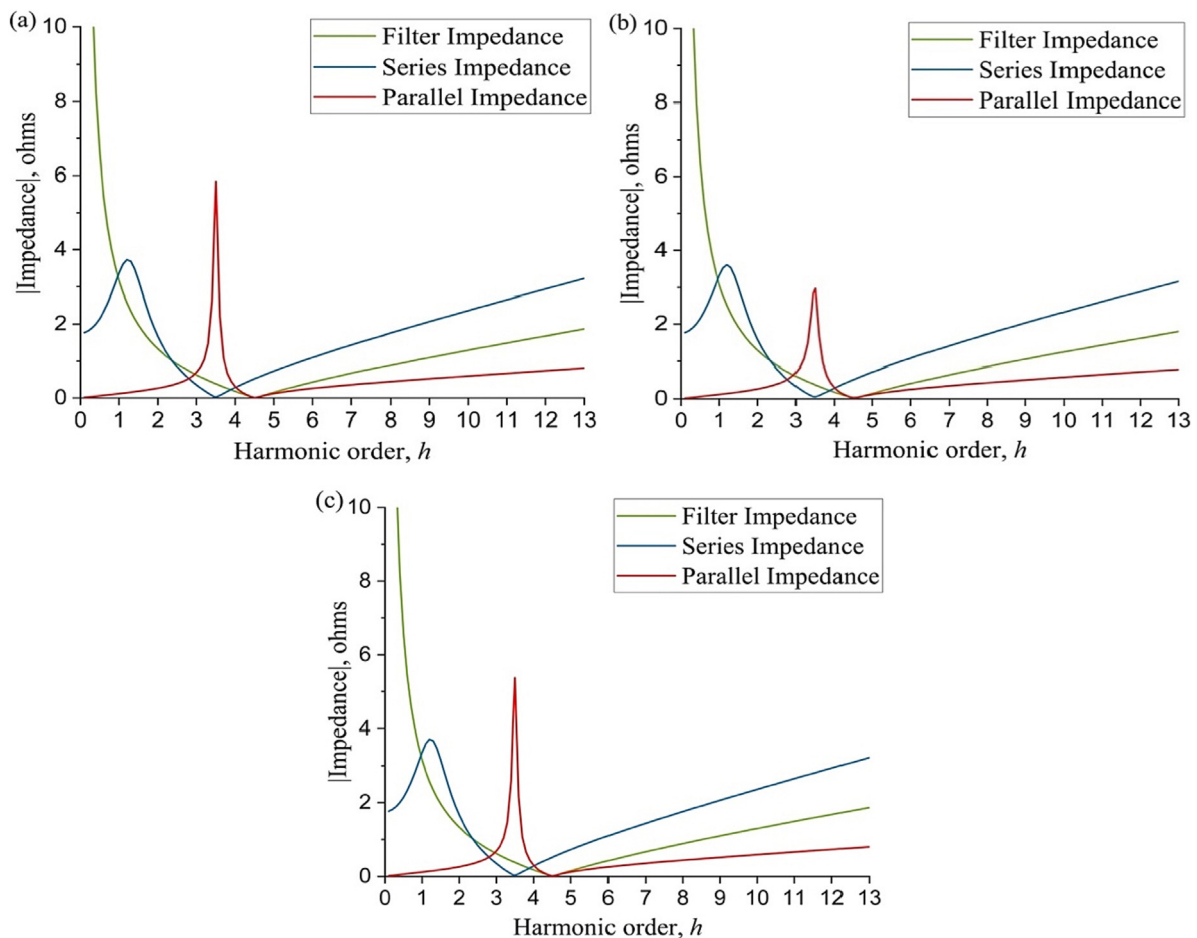 (a)
10
8
6
4
2
0
|Impedance|, ohms
Filter Impedance
Series Impedance
Parallel Impedance
0 1 2 3 4 5 6 7 8 9 10 11 12 13
Harmonic order, h
(b)
10
8
6
4
2
0
|Impedance|, ohms
Filter Impedance
Series Impedance
Parallel Impedance
0 1 2 3 4 5 6 7 8 9 10 11 12 13
Harmonic order, h
(c)
10
8
6
4
2
0
|Impedance|, ohms
Filter Impedance
Series Impedance
Parallel Impedance
0 1 2 3 4 5 6 7 8 9 10 11 12 13
Harmonic order, h